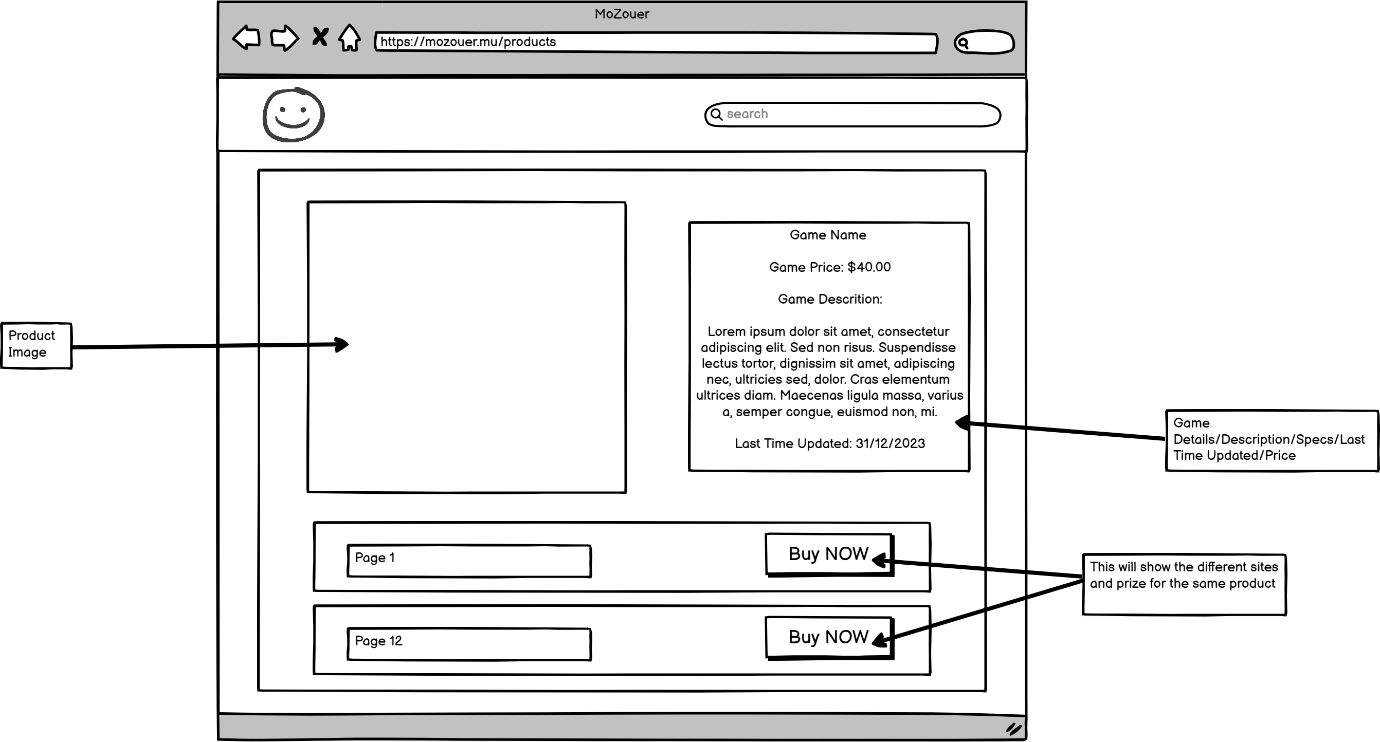 MoZouer
https://mozouer.mu/products
search
Game Name
Game Price: $40.00
Game Descrition:
Lorem ipsum dolor sit amet, consectetur
adipiscing elit. Sed non risus. Suspendisse
lectus tortor, dignissim sit amet, adipiscing
nec, ultricies sed, dolor. Cras elementum
ultrices diam. Maecenas ligula massa, varius
a, semper congue, euismod non, mi.
Last Time Updated: 31/12/2023
Product
Image
Game
Details/Description/Specs/Last
Time Updated/Price
Page 1
Buy NOW
This will show the different sites
and prize for the same product
Page 12
Buy NOW